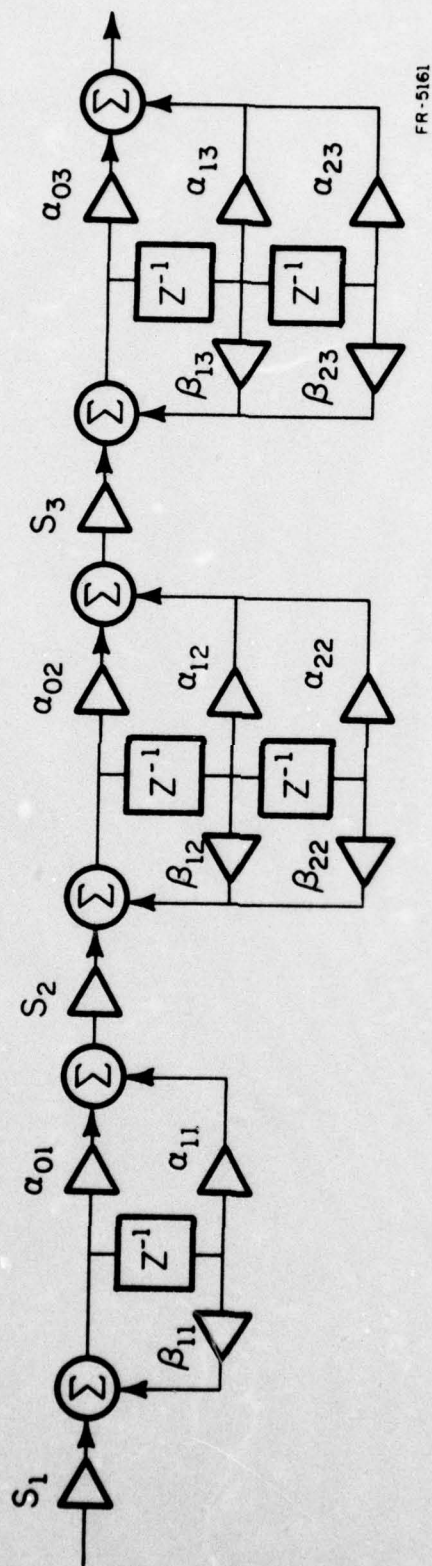 S₁
Σ
β₁₁
Z⁻¹
α₀₁
α₁₁
Σ
S₂
Σ
β₁₂
β₂₂
Z⁻¹
Z⁻¹
α₀₂
α₁₂
α₂₂
Σ
S₃
Σ
β₁₃
β₂₃
Z⁻¹
Z⁻¹
α₀₃
α₁₃
α₂₃
Σ
FR-5161